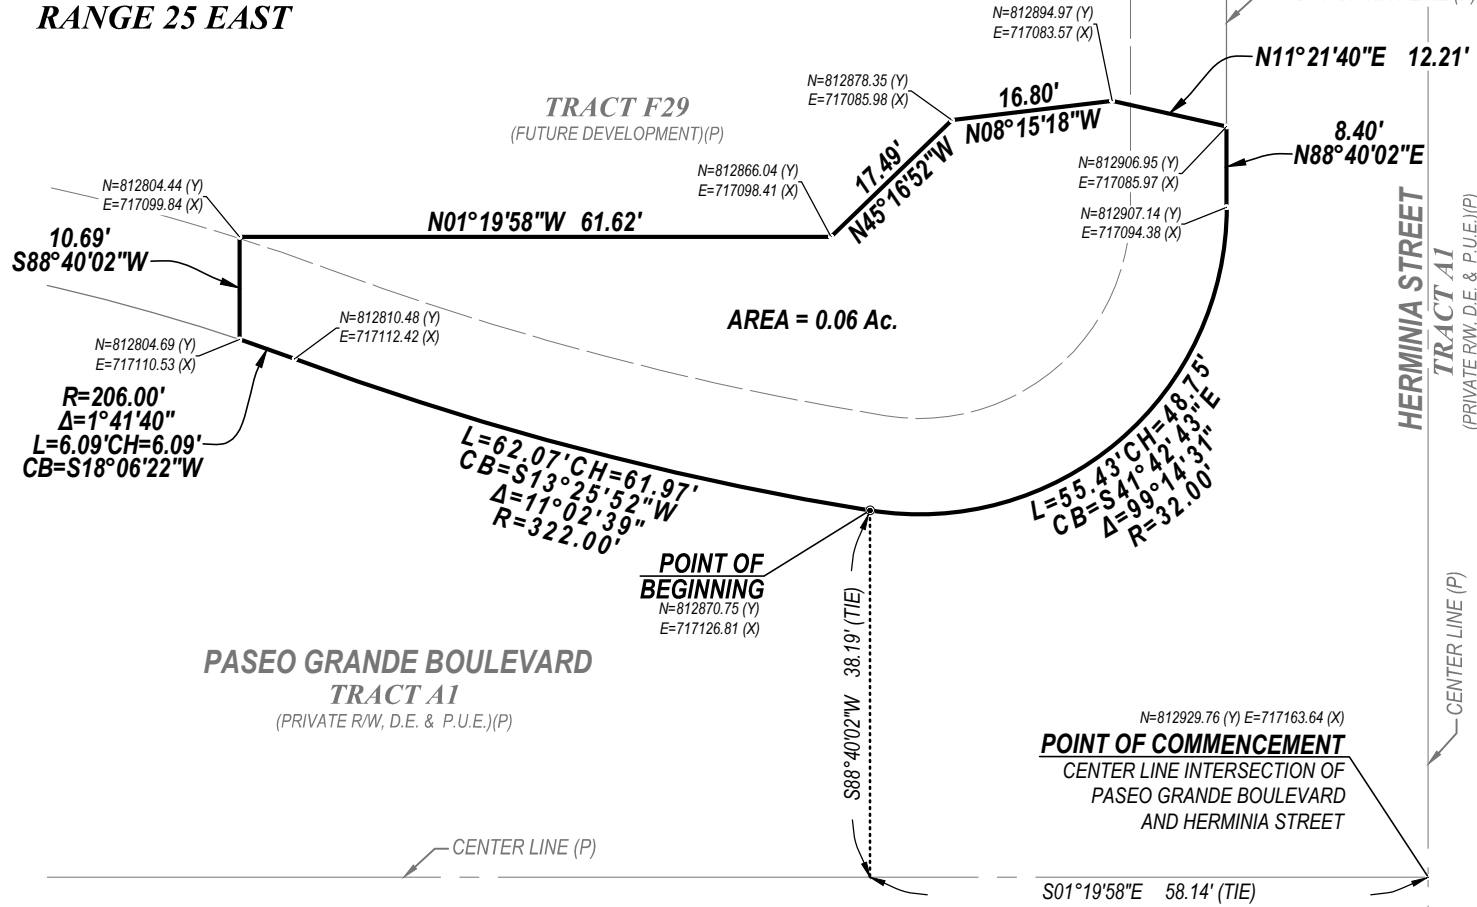 RANGE 25 EAST
N=812894.97 (Y)
E=717083.57 (X)
N11°21'40"E 12.21'
N=812878.35 (Y)
E=717085.98 (X)
16.80'
N08°15'18"W
TRACT F29
(FUTURE DEVELOPMENT)(P)
8.40'
N88°40'02"E
17.49'
N45°16'52"W
N=812866.04 (Y)
E=717098.41 (X)
N=812906.95 (Y)
E=717085.97 (X)
N=812804.44 (Y)
E=717099.84 (X)
N01°19'58"W 61.62'
N=812907.14 (Y)
E=717094.38 (X)
10.69'
S88°40'02"W
HERMINIA STREET
TRACT A1
(PRIVATE R/W, D.E. & P.U.E.)(P)
AREA = 0.06 Ac.
N=812810.48 (Y)
E=717112.42 (X)
N=812804.69 (Y)
E=717110.53 (X)
R=206.00'
Δ=1°41'40"
L=6.09'CH=6.09'
CB=S18°06'22"W
L=62.07'CH=61.97'
CB=S13°25'52"W
Δ=11°02'39"
R=322.00'
L=55.43'CH=48.75'
CB=S41°42'43"E
Δ=99°14'31"
R=32.00'
POINT OF
BEGINNING
N=812870.75 (Y)
E=717126.81 (X)
S88°40'02"W 38.19' (TIE)
CENTER LINE (P)
PASEO GRANDE BOULEVARD
TRACT A1
(PRIVATE R/W, D.E. & P.U.E.)(P)
N=812929.76 (Y) E=717163.64 (X)
POINT OF COMMENCEMENT
CENTER LINE INTERSECTION OF
PASEO GRANDE BOULEVARD
AND HERMINIA STREET
CENTER LINE (P)
S01°19'58"E 58.14' (TIE)